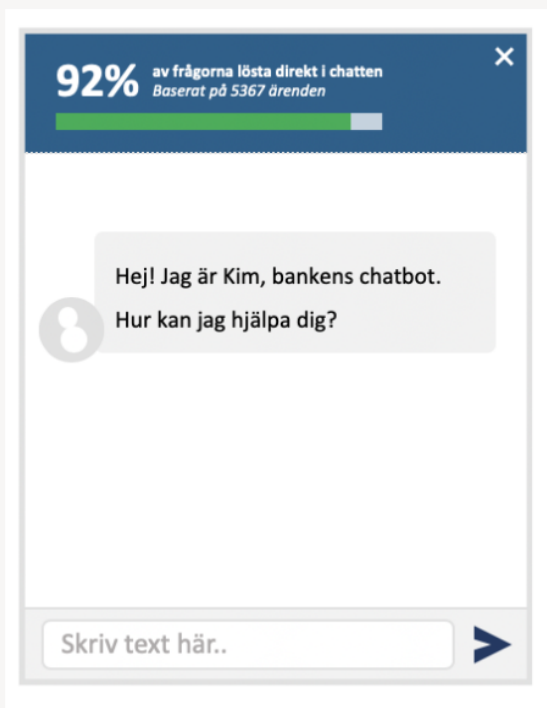 92%
av frågorna lösta direkt i chatten
Baserat på 5367 ärenden
Hej! Jag är Kim, bankens chatbot.
Hur kan jag hjälpa dig?
Skriv text här..